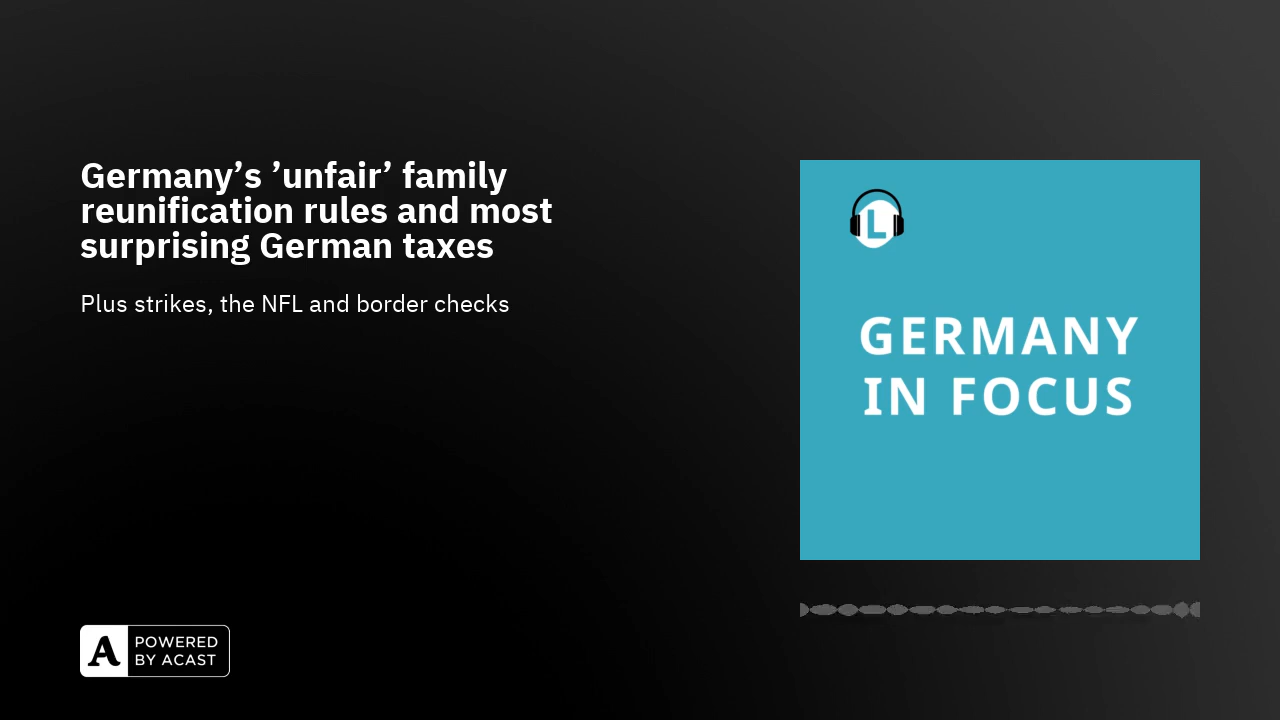 Germany’s ’unfair’ family
reunification rules and most
surprising German taxes
Plus strikes, the NFL and border checks
L
GERMANY
IN FOCUS
A POWERED
BY ACAST